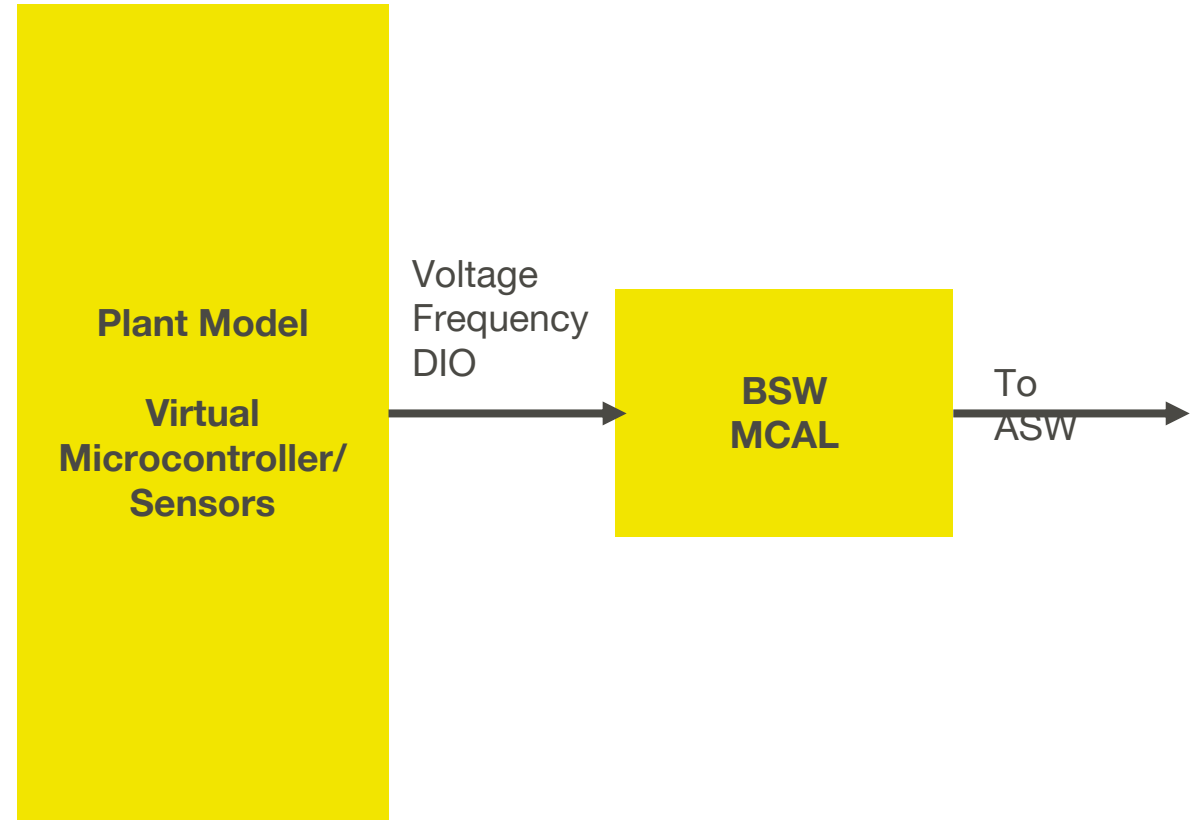 Plant Model
Virtual
Microcontroller/
Sensors
Voltage
Frequency
DIO
BSW
MCAL
To
ASW